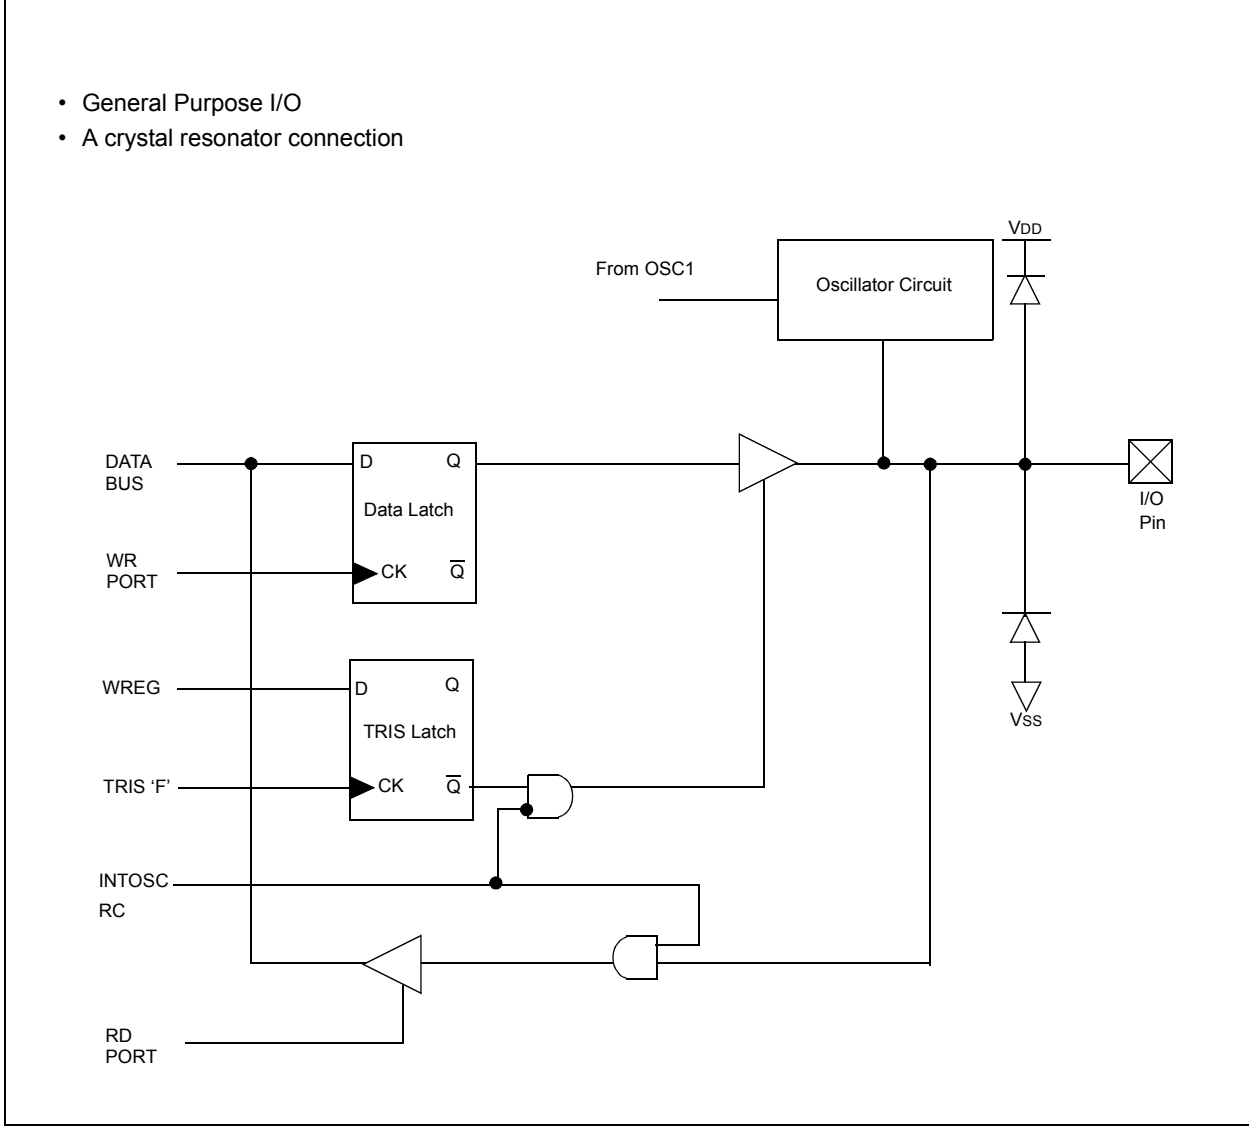 • General Purpose I/O
• A crystal resonator connection
VDD
From OSC1
Oscillator Circuit
DATA
BUS
D
Q
Data Latch
I/O
Pin
WR
PORT
CK
Q̅
WREG
D
Q
TRIS Latch
VSS
TRIS ‘F’
CK
Q̅
INTOSC
RC
RD
PORT